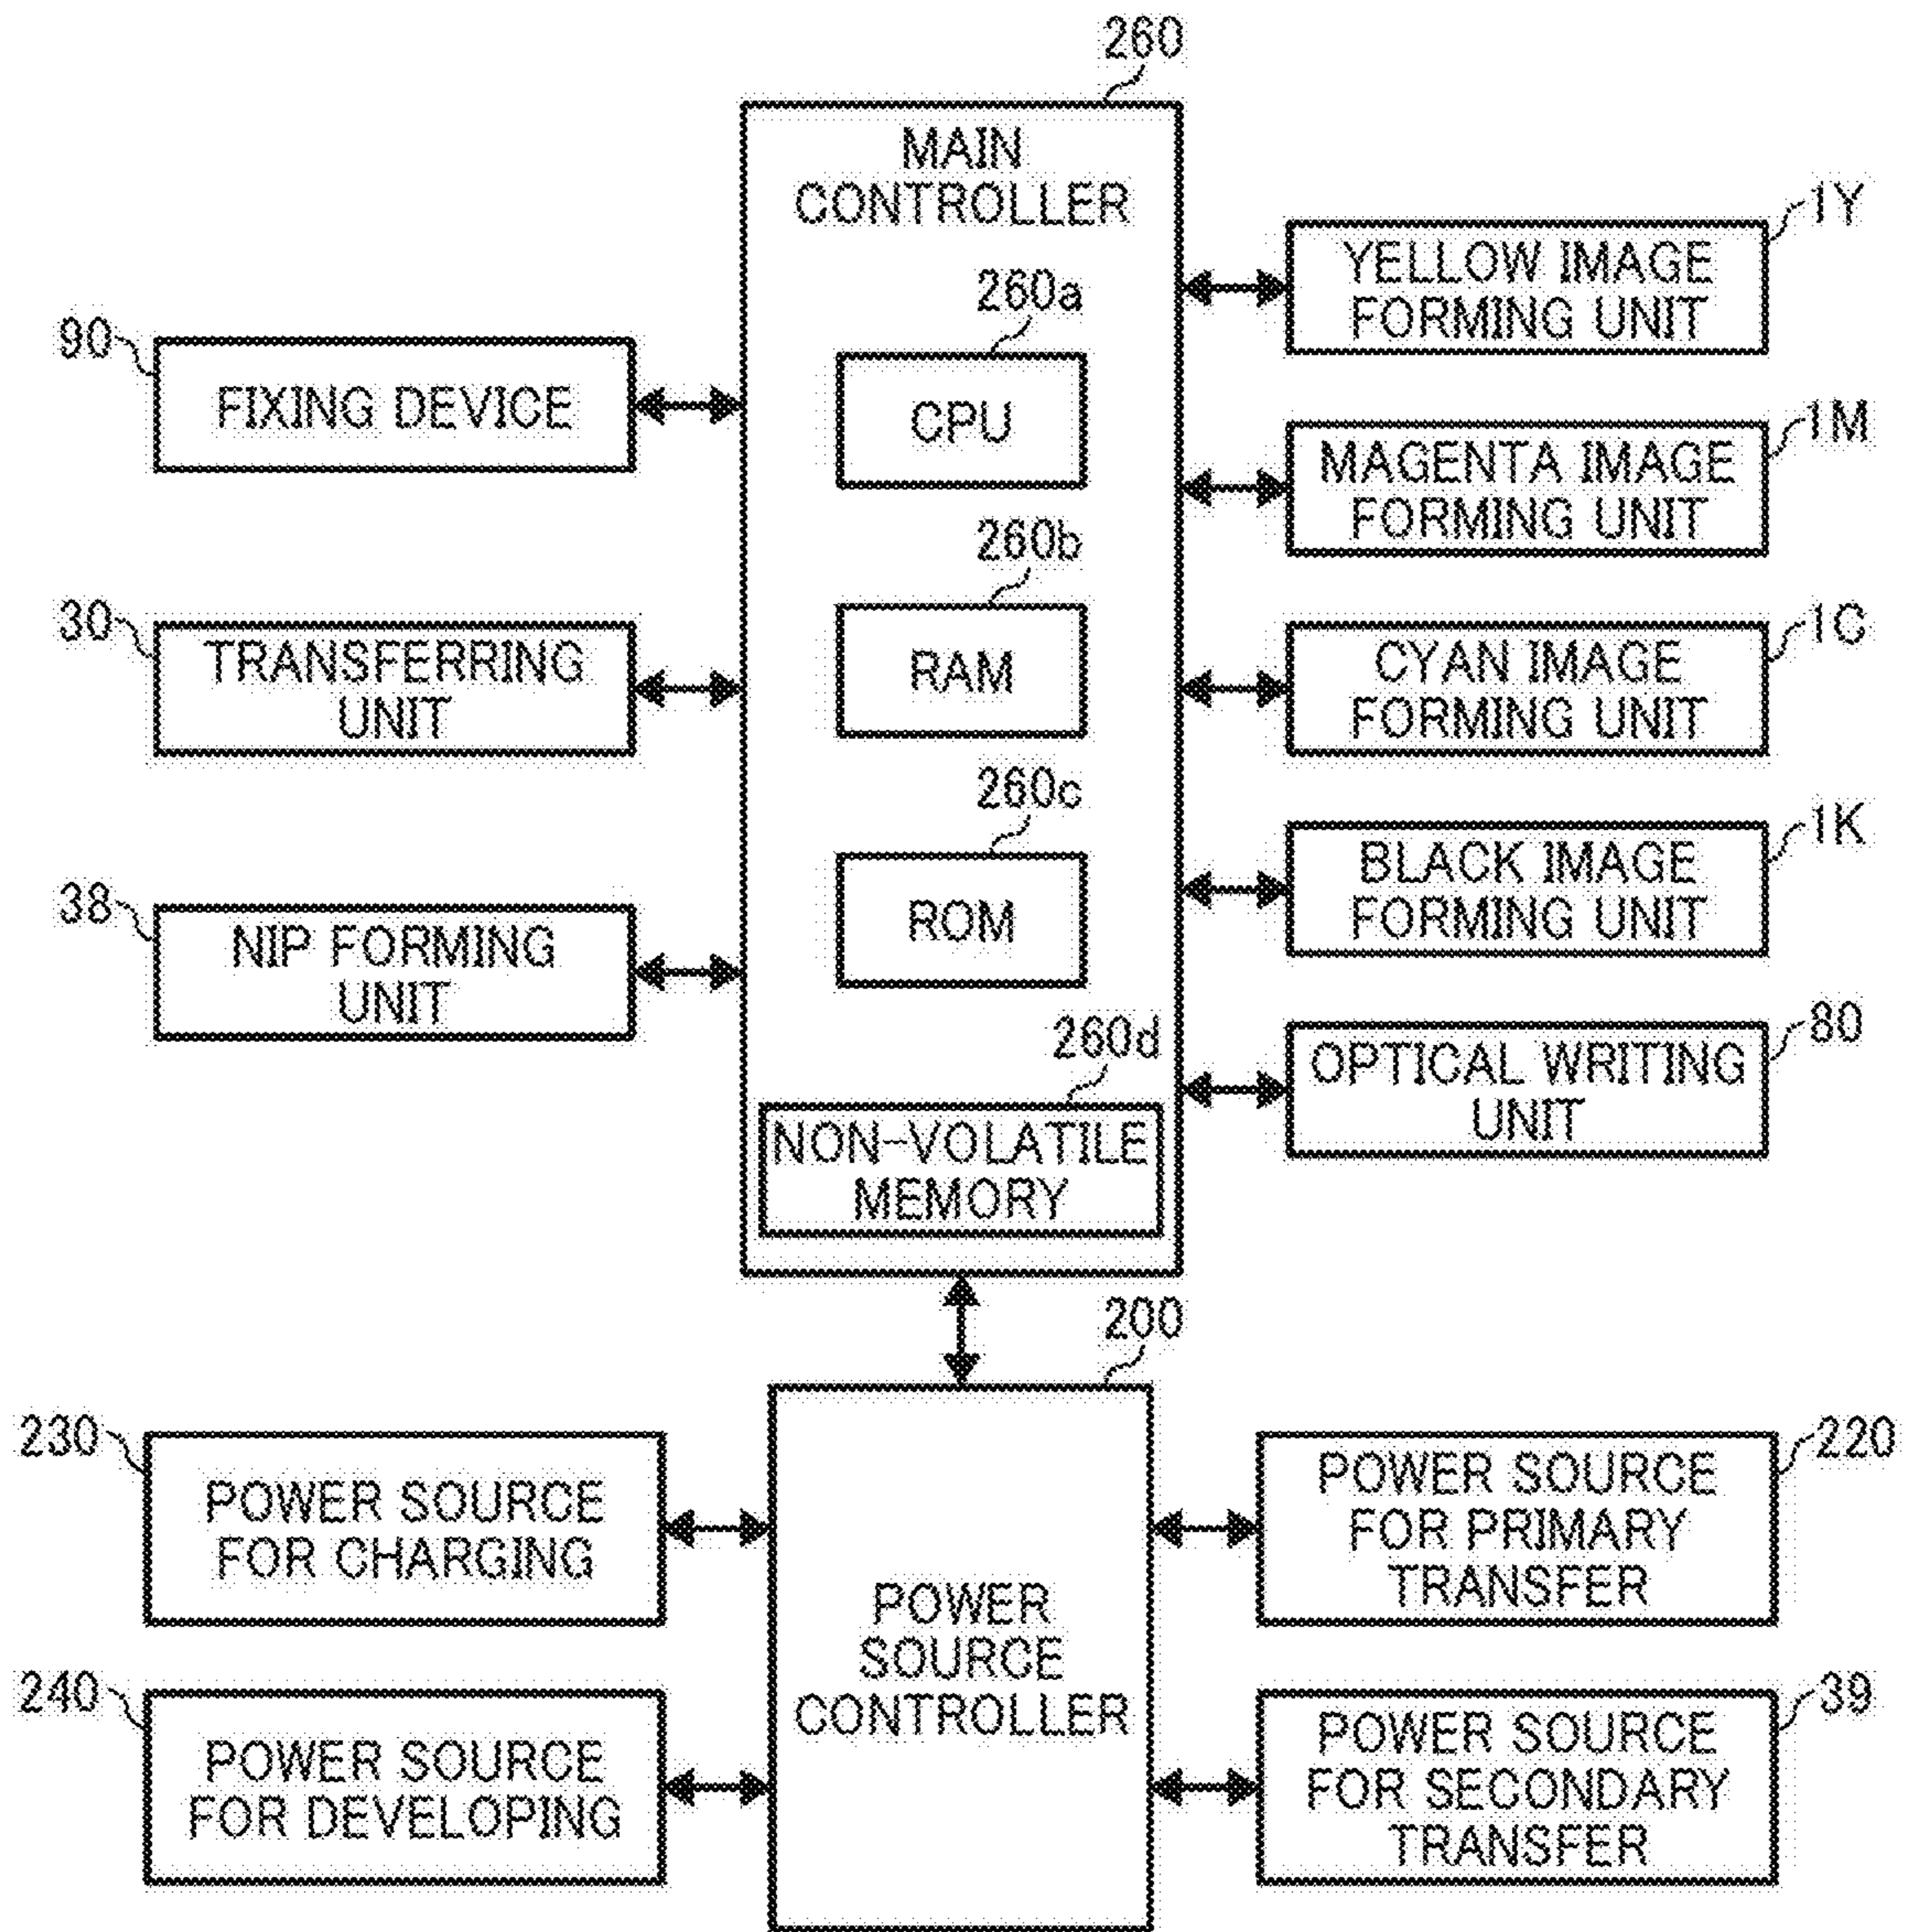 260
MAIN
CONTROLLER
260a
CPU
260b
RAM
260c
ROM
260d
NON-VOLATILE
MEMORY
90
FIXING DEVICE
30
TRANSFERRING
UNIT
38
NIP FORMING
UNIT
1Y
YELLOW IMAGE
FORMING UNIT
1M
MAGENTA IMAGE
FORMING UNIT
1C
CYAN IMAGE
FORMING UNIT
1K
BLACK IMAGE
FORMING UNIT
80
OPTICAL WRITING
UNIT
200
POWER
SOURCE
CONTROLLER
230
POWER SOURCE
FOR CHARGING
240
POWER SOURCE
FOR DEVELOPING
220
POWER SOURCE
FOR PRIMARY
TRANSFER
39
POWER SOURCE
FOR SECONDARY
TRANSFER